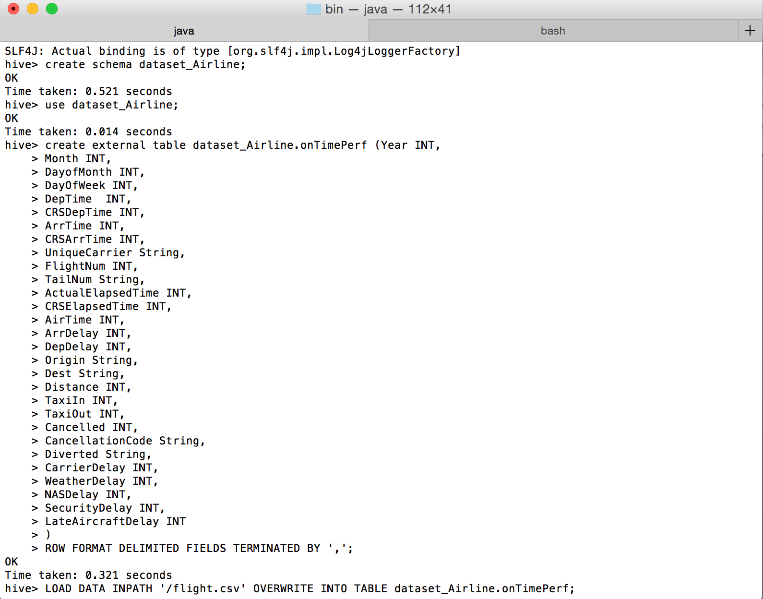 bin — java — 112×41
java
bash
+
SLF4J: Actual binding is of type [org.slf4j.impl.Log4jLoggerFactory]
hive> create schema dataset_Airline;
OK
Time taken: 0.521 seconds
hive> use dataset_Airline;
OK
Time taken: 0.014 seconds
hive> create external table dataset_Airline.onTimePerf (Year INT,
    > Month INT,
    > DayofMonth INT,
    > DayOfWeek INT,
    > DepTime  INT,
    > CRSDepTime INT,
    > ArrTime INT,
    > CRSArrTime INT,
    > UniqueCarrier String,
    > FlightNum INT,
    > TailNum String,
    > ActualElapsedTime INT,
    > CRSElapsedTime INT,
    > AirTime INT,
    > ArrDelay INT,
    > DepDelay INT,
    > Origin String,
    > Dest String,
    > Distance INT,
    > TaxiIn INT,
    > TaxiOut INT,
    > Cancelled INT,
    > CancellationCode String,
    > Diverted String,
    > CarrierDelay INT,
    > WeatherDelay INT,
    > NASDelay INT,
    > SecurityDelay INT,
    > LateAircraftDelay INT
    > )
    > ROW FORMAT DELIMITED FIELDS TERMINATED BY ',';
OK
Time taken: 0.321 seconds
hive> LOAD DATA INPATH '/flight.csv' OVERWRITE INTO TABLE dataset_Airline.onTimePerf;